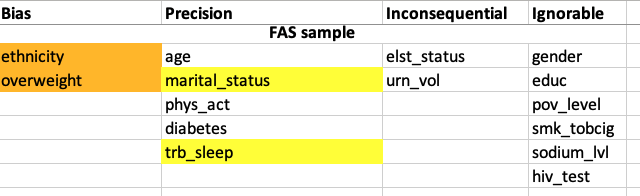 Bias Precision Inconsequential Ignorable
FAS sample
ethnicity age elst_status gender
overweight marital_status urn_vol educ
phys_act pov_level
diabetes smk_tobcig
trb_sleep sodium_lvl
hiv_test